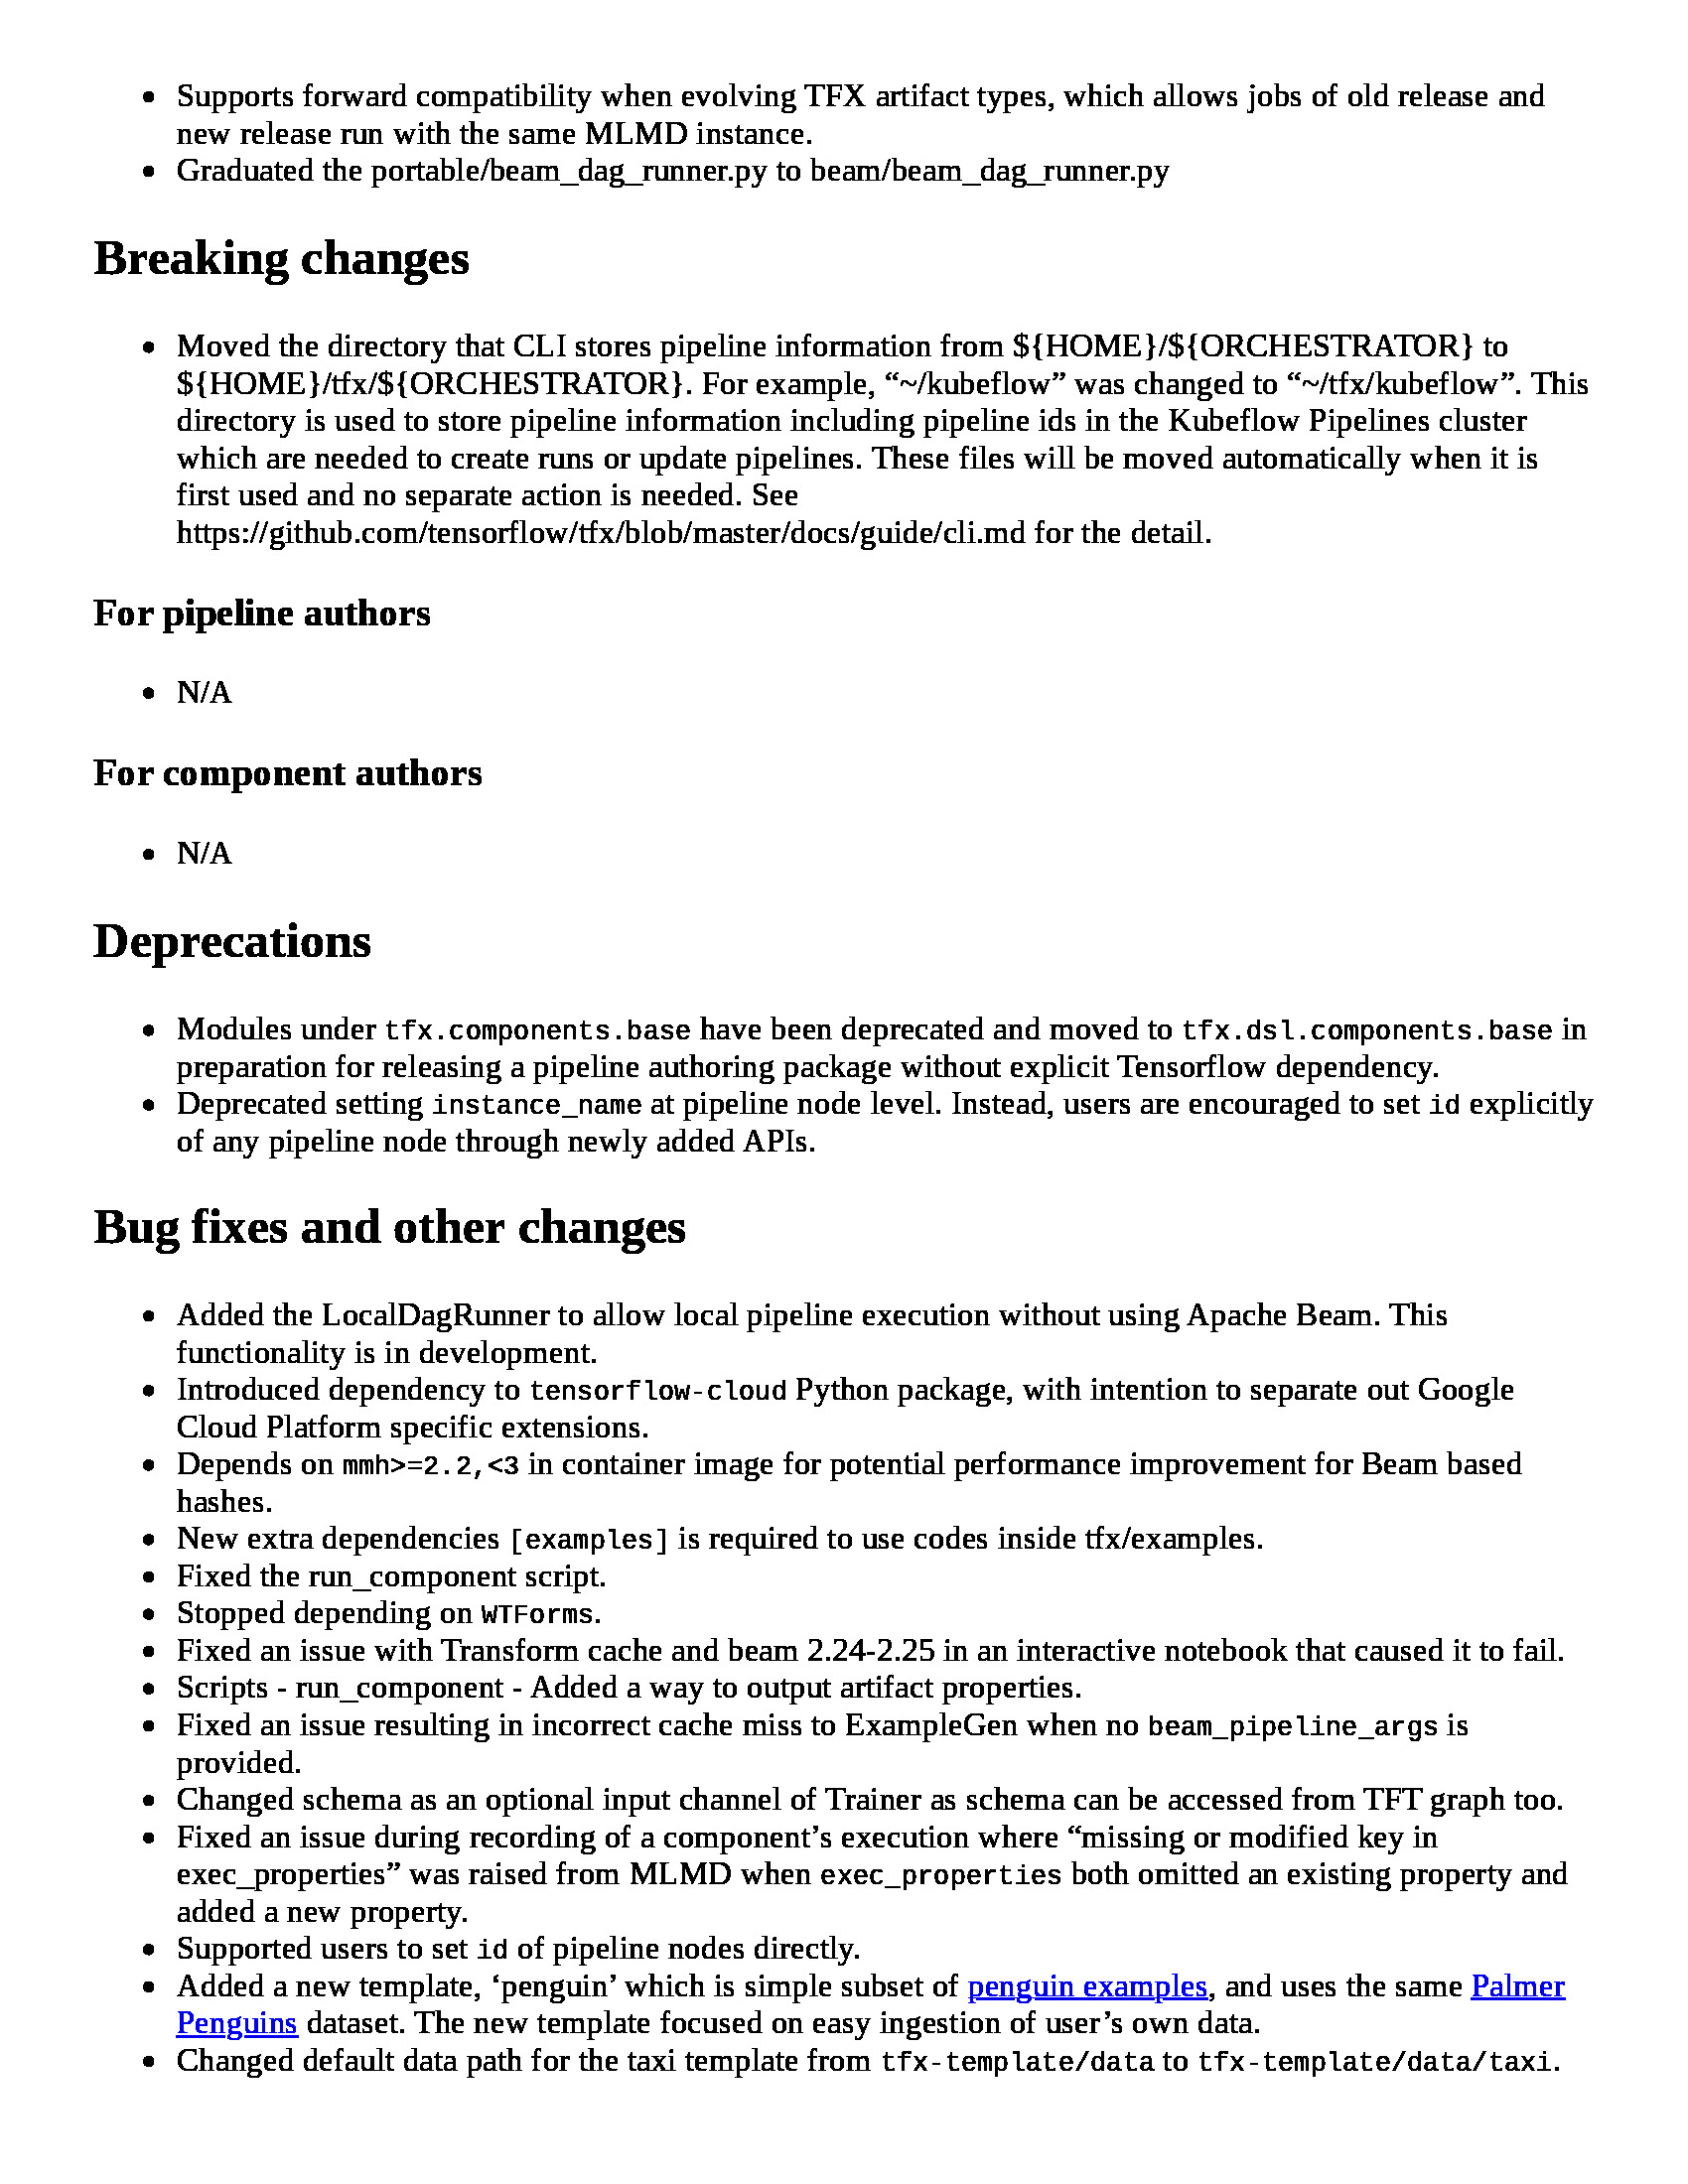 • Supports forward compatibility when evolving TFX artifact types, which allows jobs of old release and
new release run with the same MLMD instance.
• Graduated the portable/beam_dag_runner.py to beam/beam_dag_runner.py
Breaking changes
• Moved the directory that CLI stores pipeline information from ${HOME}/${ORCHESTRATOR} to
${HOME}/tfx/${ORCHESTRATOR}. For example, “~/kubeflow” was changed to “~/tfx/kubeflow”. This
directory is used to store pipeline information including pipeline ids in the Kubeflow Pipelines cluster
which are needed to create runs or update pipelines. These files will be moved automatically when it is
first used and no separate action is needed. See
https://github.com/tensorflow/tfx/blob/master/docs/guide/cli.md for the detail.
For pipeline authors
• N/A
For component authors
• N/A
Deprecations
• Modules under tfx.components.base have been deprecated and moved to tfx.dsl.components.base in
preparation for releasing a pipeline authoring package without explicit Tensorflow dependency.
• Deprecated setting instance_name at pipeline node level. Instead, users are encouraged to set id explicitly
of any pipeline node through newly added APIs.
Bug fixes and other changes
• Added the LocalDagRunner to allow local pipeline execution without using Apache Beam. This
functionality is in development.
• Introduced dependency to tensorflow-cloud Python package, with intention to separate out Google
Cloud Platform specific extensions.
• Depends on mmh>=2.2,<3 in container image for potential performance improvement for Beam based
hashes.
• New extra dependencies [examples] is required to use codes inside tfx/examples.
• Fixed the run_component script.
• Stopped depending on WTForms.
• Fixed an issue with Transform cache and beam 2.24-2.25 in an interactive notebook that caused it to fail.
• Scripts - run_component - Added a way to output artifact properties.
• Fixed an issue resulting in incorrect cache miss to ExampleGen when no beam_pipeline_args is
provided.
• Changed schema as an optional input channel of Trainer as schema can be accessed from TFT graph too.
• Fixed an issue during recording of a component’s execution where “missing or modified key in
exec_properties” was raised from MLMD when exec_properties both omitted an existing property and
added a new property.
• Supported users to set id of pipeline nodes directly.
• Added a new template, ‘penguin’ which is simple subset of penguin examples, and uses the same Palmer
Penguins dataset. The new template focused on easy ingestion of user’s own data.
• Changed default data path for the taxi template from tfx-template/data to tfx-template/data/taxi.